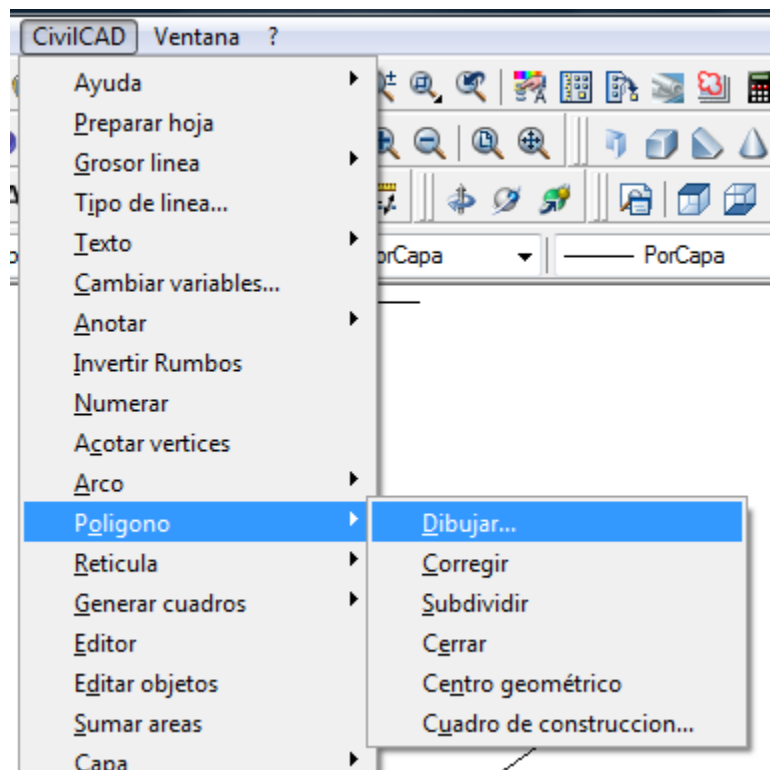 CivilCAD Ventana ?
Ayuda
Preparar hoja
Grosor linea
Tipo de linea...
Texto
PorCapa
Cambiar variables...
Anotar
Invertir Rumbos
Numerar
Acotar vertices
Arco
Poligono
Dibujar...
Reticula
Corregir
Generar cuadros
Subdividir
Editor
Cerrar
Editar objetos
Centro geométrico
Sumar areas
Cuadro de construccion...
Capa